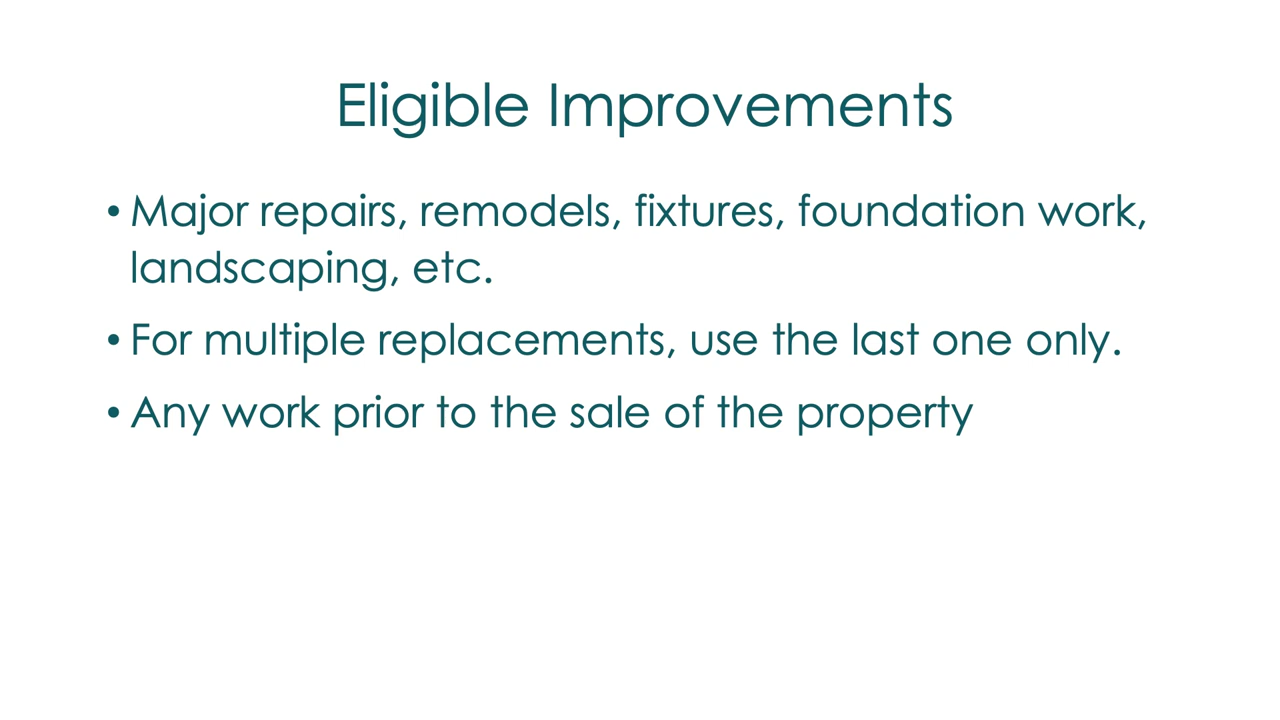 Eligible Improvements
• Major repairs, remodels, fixtures, foundation work,
landscaping, etc.
• For multiple replacements, use the last one only.
• Any work prior to the sale of the property